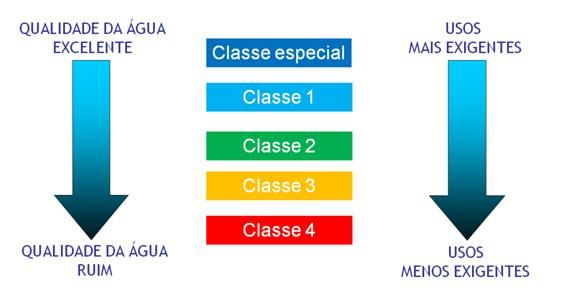 QUALIDADE DA ÁGUA
EXCELENTE
USOS
MAIS EXIGENTES
Classe especial
Classe 1
Classe 2
Classe 3
Classe 4
QUALIDADE DA ÁGUA
RUIM
USOS
MENOS EXIGENTES